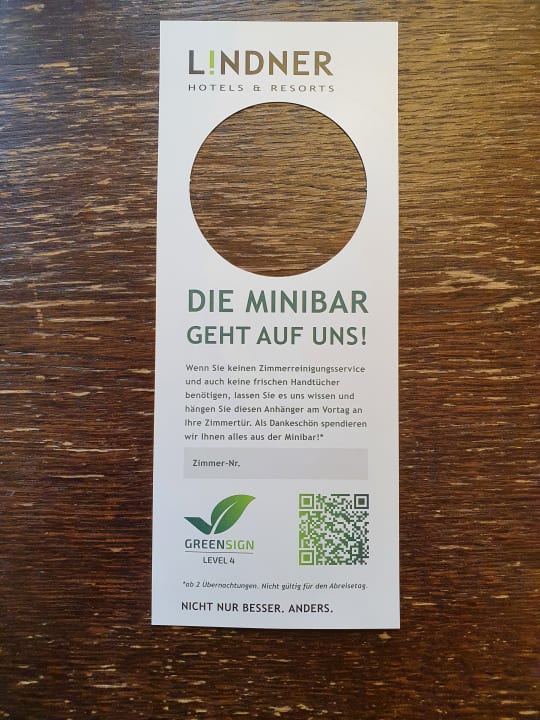 L!NDNER
HOTELS & RESORTS
DIE MINIBAR
GEHT AUF UNS!
Wenn Sie keinen Zimmerreinigungsservice
und auch keine frischen Handtücher
benötigen, lassen Sie es uns wissen und
hängen Sie diesen Anhänger am Vortag an
Ihre Zimmertür. Als Dankeschön spendieren
wir Ihnen alles aus der Minibar!*
Zimmer-Nr.
GREENSIGN
LEVEL 4
*ab 2 Übernachtungen. Nicht gültig für den Abreisetag.
NICHT NUR BESSER. ANDERS.